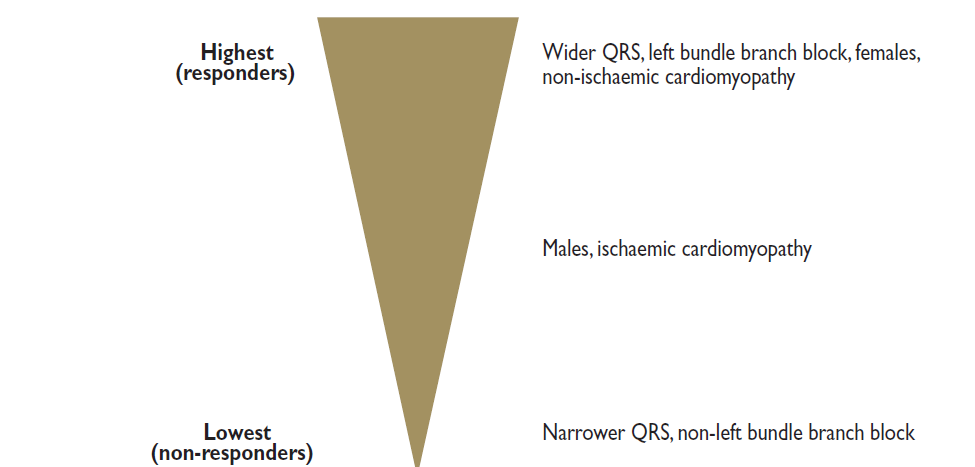 Highest
(responders)
Wider QRS, left bundle branch block, females,
non-ischaemic cardiomyopathy
Males, ischaemic cardiomyopathy
Lowest
(non-responders)
Narrower QRS, non-left bundle branch block